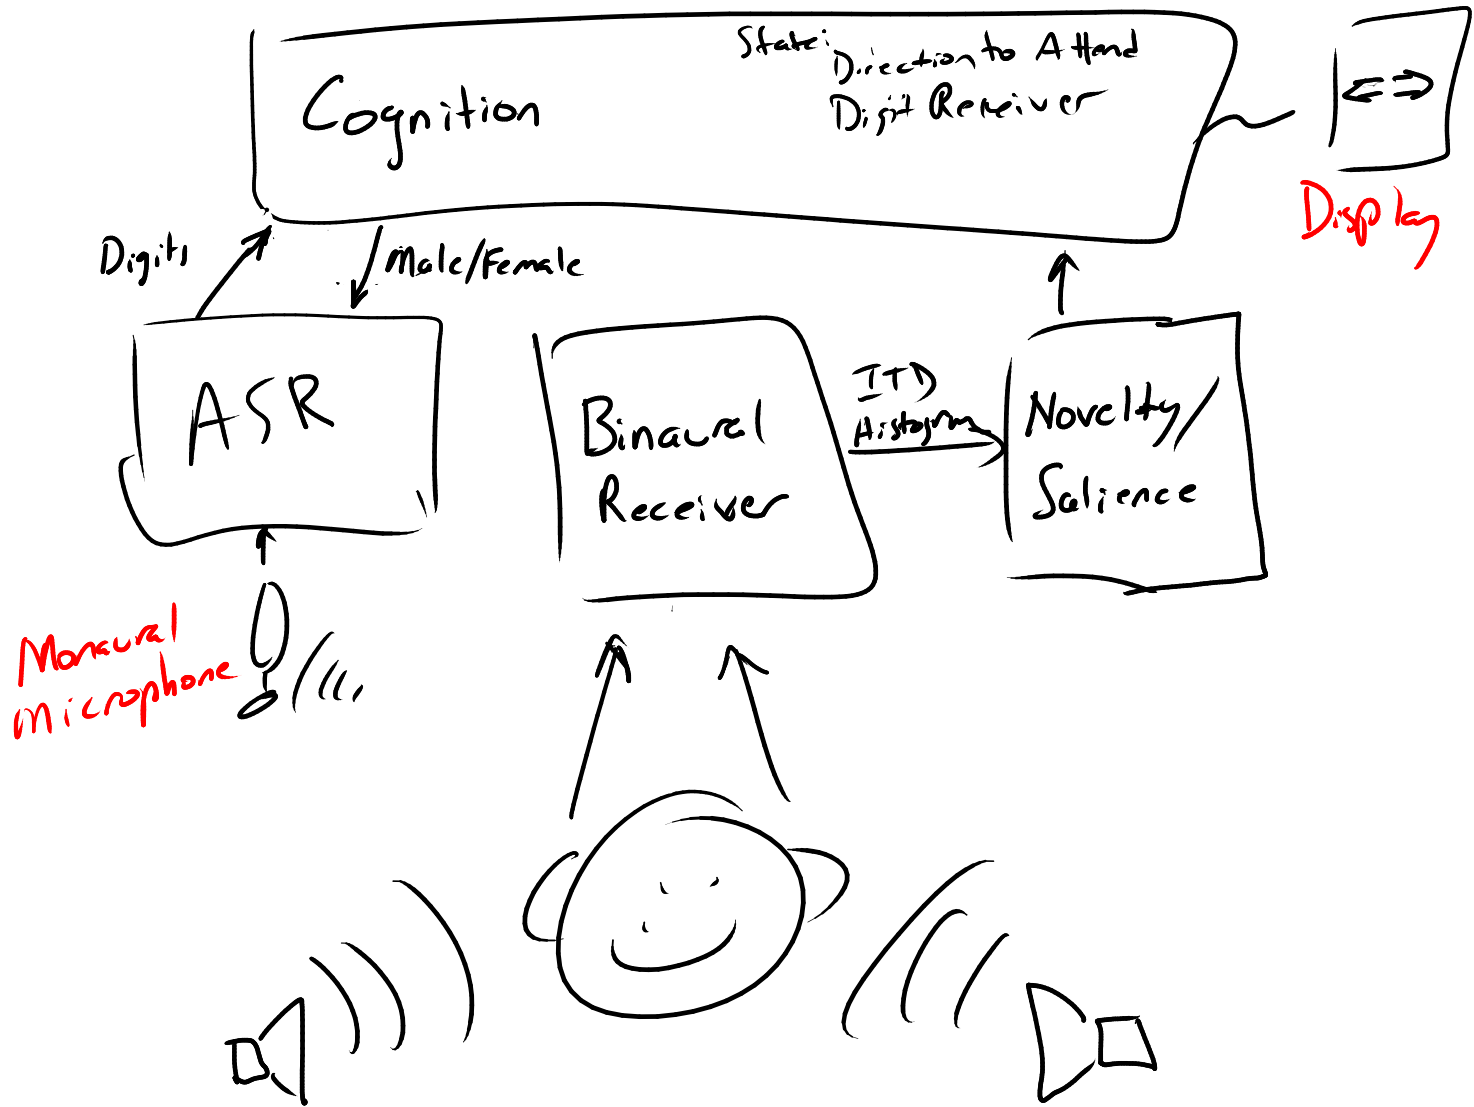 State:
Direction to Attend
Digit Receiver
Cognition
Display
Digits
Male/Female
ASR
Binaural
Receiver
ITD
Histogram
Novelty/
Salience
Monaural
microphone